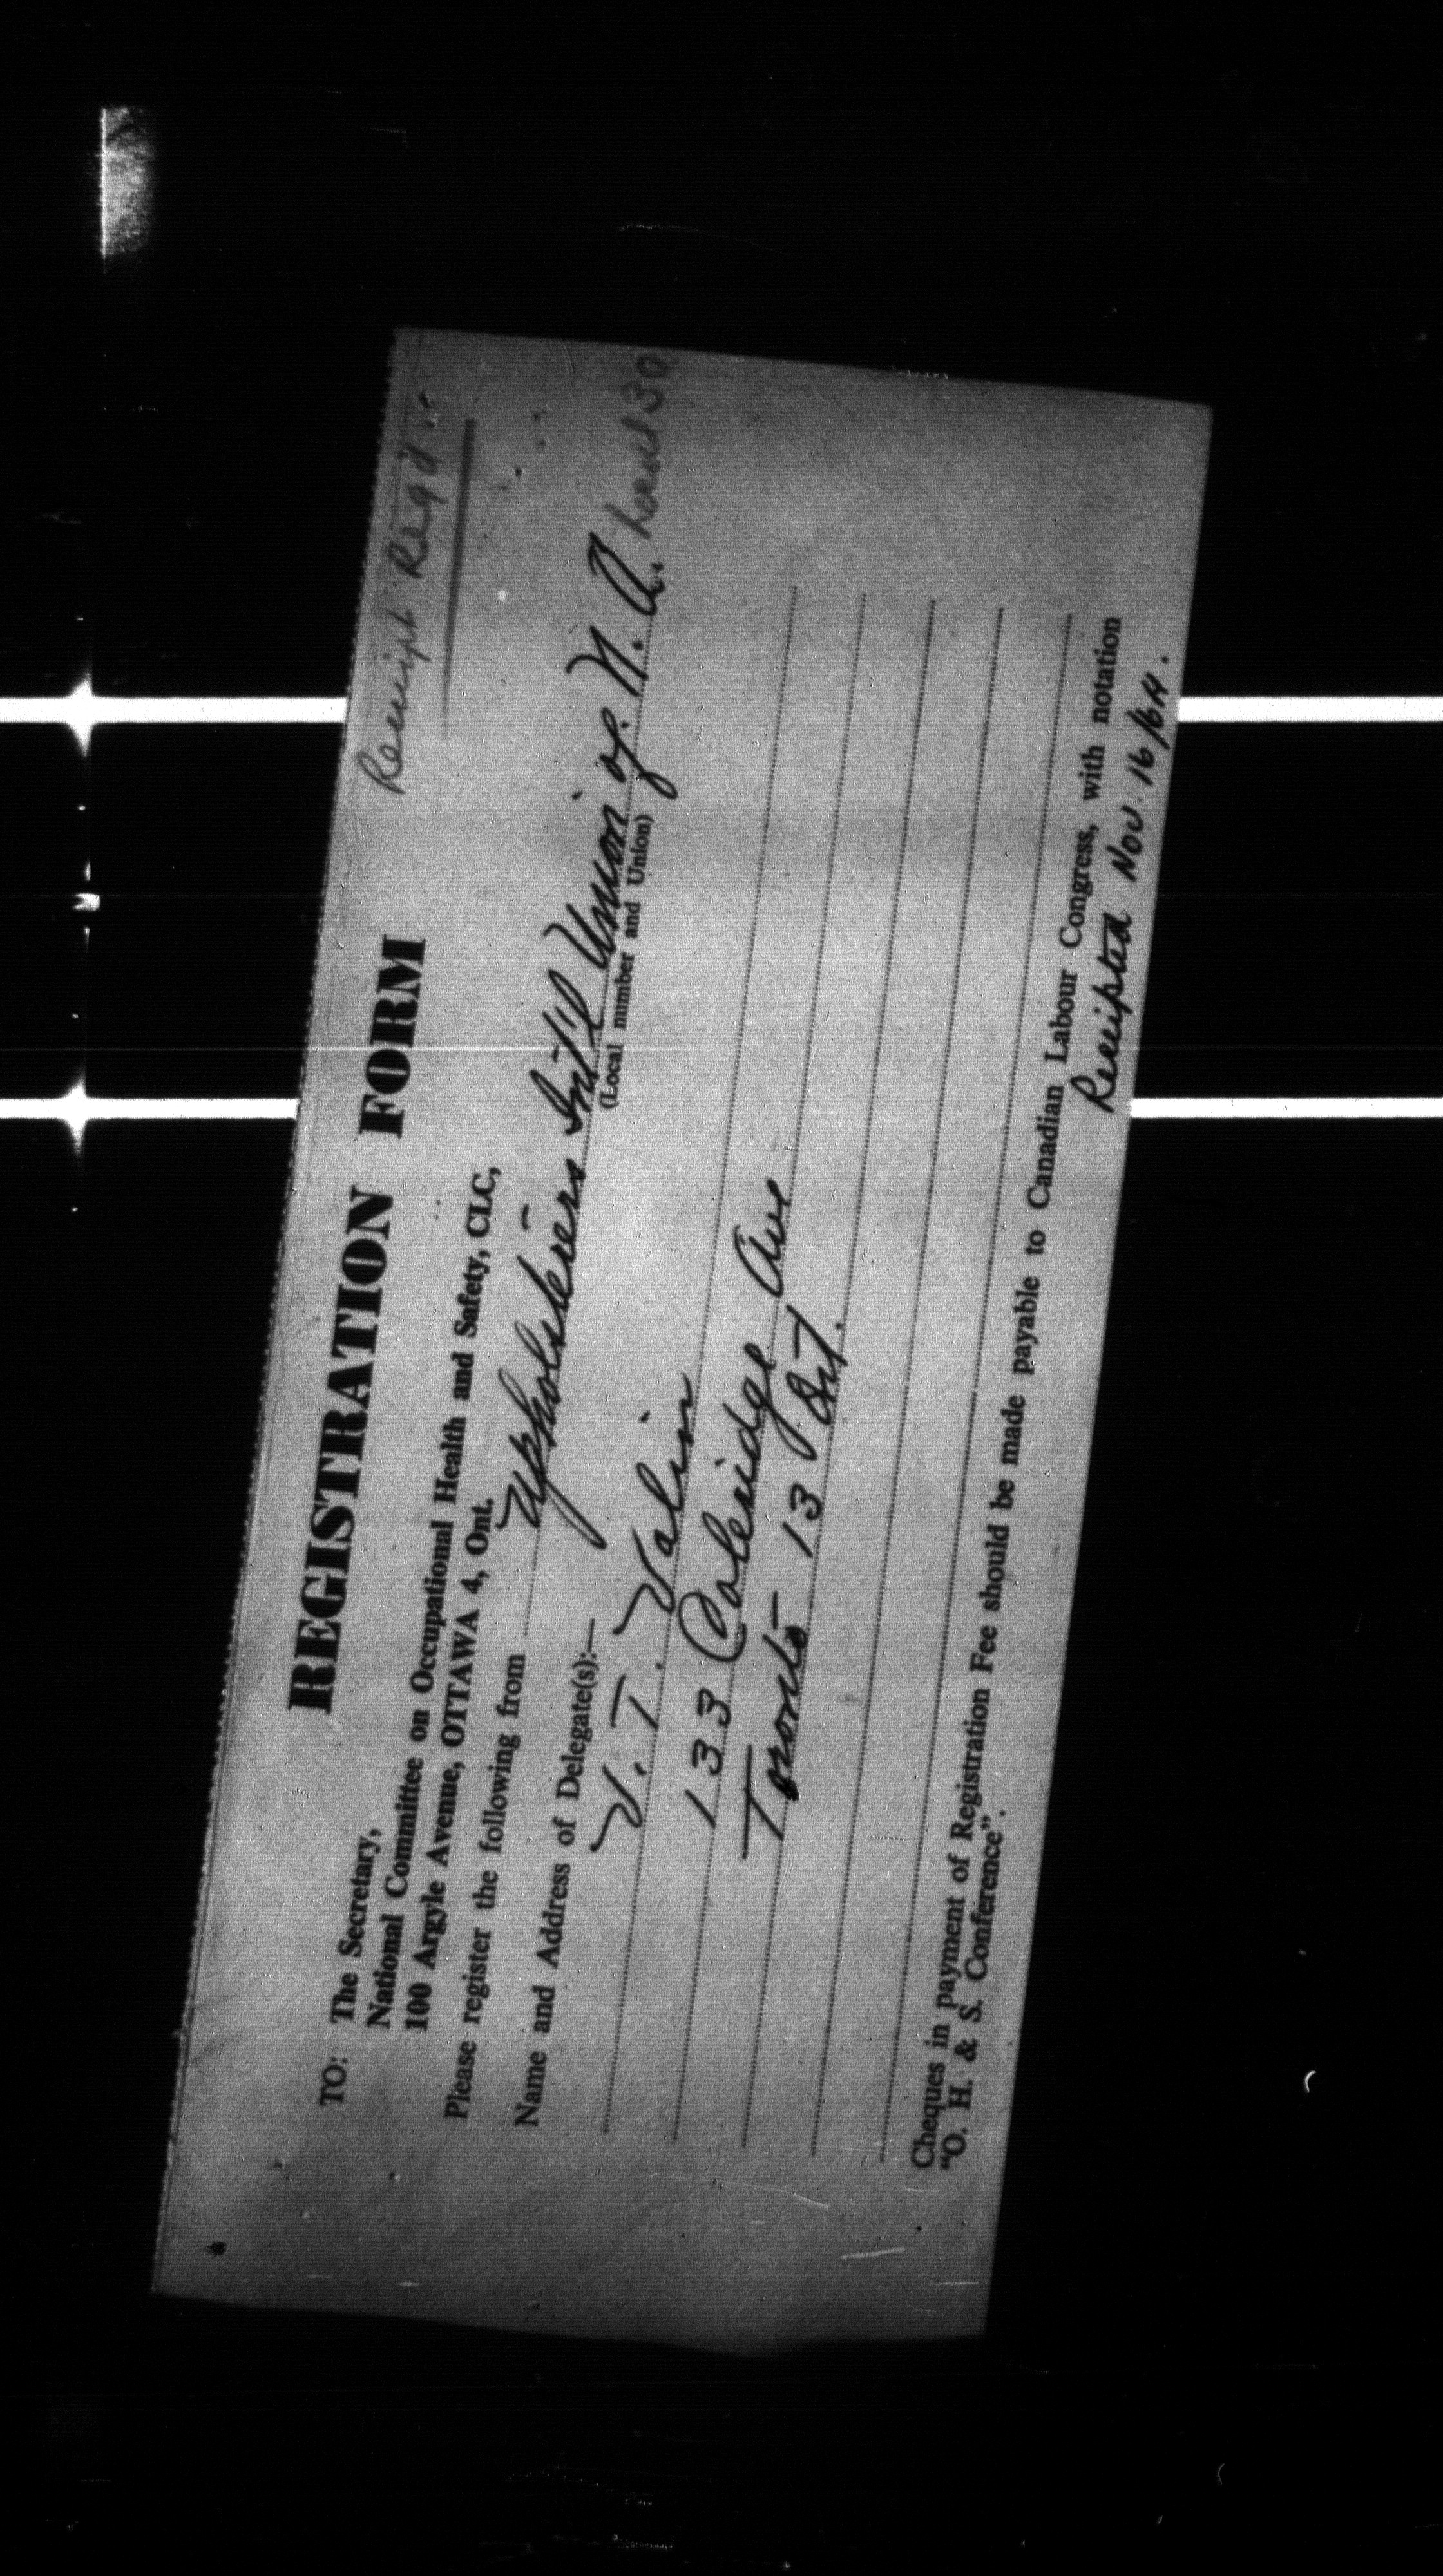 Receipt Req'd
REGISTRATION FORM
TO: The Secretary,
National Committee on Occupational Health and Safety, CLC,
100 Argyle Avenue, OTTAWA 4, Ont.
Please register the following from Upholsterers Int'l Union of N. A. Local 30
(Local number and Union)
Name and Address of Delegate(s):—
V. T. Valin
133 Coleridge Ave
Toronto 13 Ont.
Cheques in payment of Registration Fee should be made payable to Canadian Labour Congress, with notation
"O. H. & S. Conference".
Receipted Nov. 16/64.